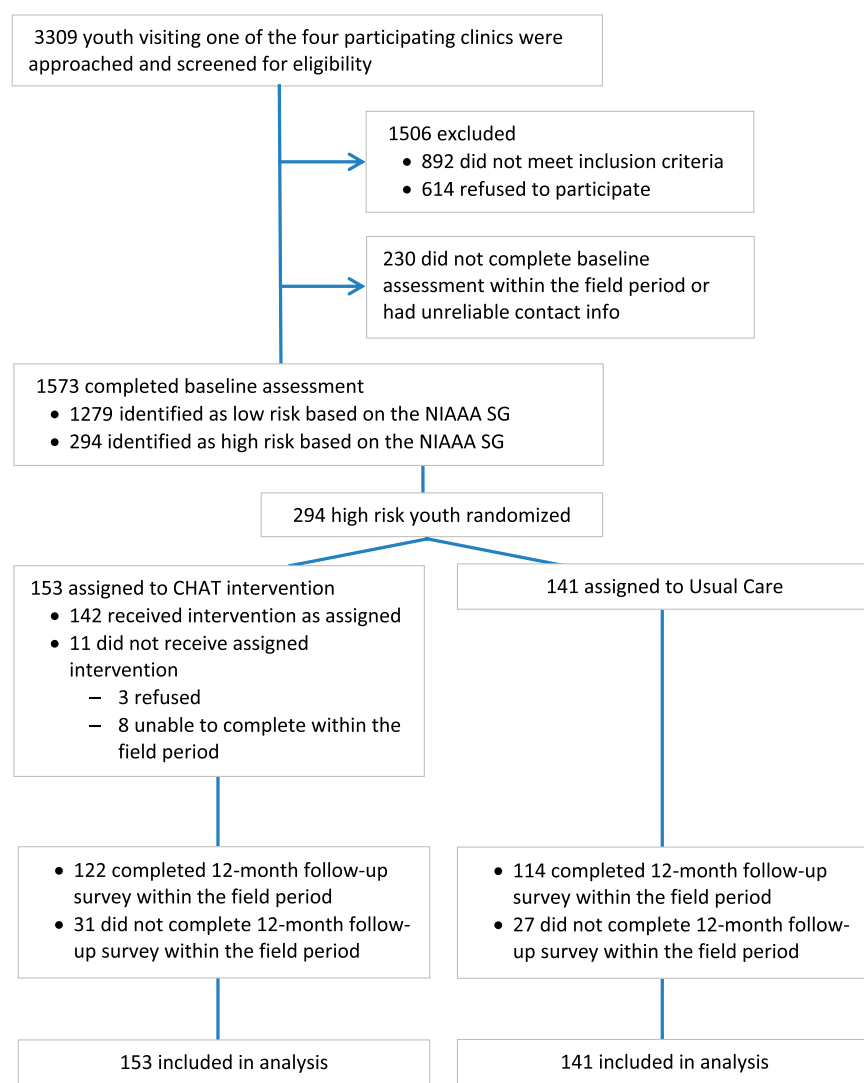 3309 youth visiting one of the four participating clinics were
approached and screened for eligibility
1506 excluded
• 892 did not meet inclusion criteria
• 614 refused to participate
230 did not complete baseline
assessment within the field period or
had unreliable contact info
1573 completed baseline assessment
• 1279 identified as low risk based on the NIAAA SG
• 294 identified as high risk based on the NIAAA SG
294 high risk youth randomized
153 assigned to CHAT intervention
• 142 received intervention as assigned
• 11 did not receive assigned
intervention
– 3 refused
– 8 unable to complete within the
field period
141 assigned to Usual Care
• 122 completed 12-month follow-up
survey within the field period
• 31 did not complete 12-month follow-
up survey within the field period
• 114 completed 12-month follow-up
survey within the field period
• 27 did not complete 12-month follow-
up survey within the field period
153 included in analysis
141 included in analysis